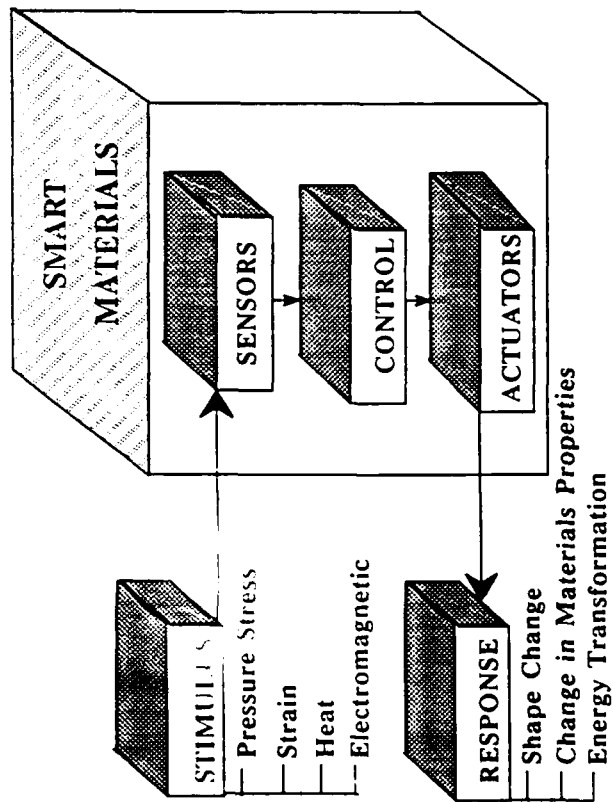 SMART
MATERIALS
STIMULUS
Pressure Stress
Strain
Heat
Electromagnetic
SENSORS
CONTROL
ACTUATORS
RESPONSE
Shape Change
Change in Materials Properties
Energy Transformation